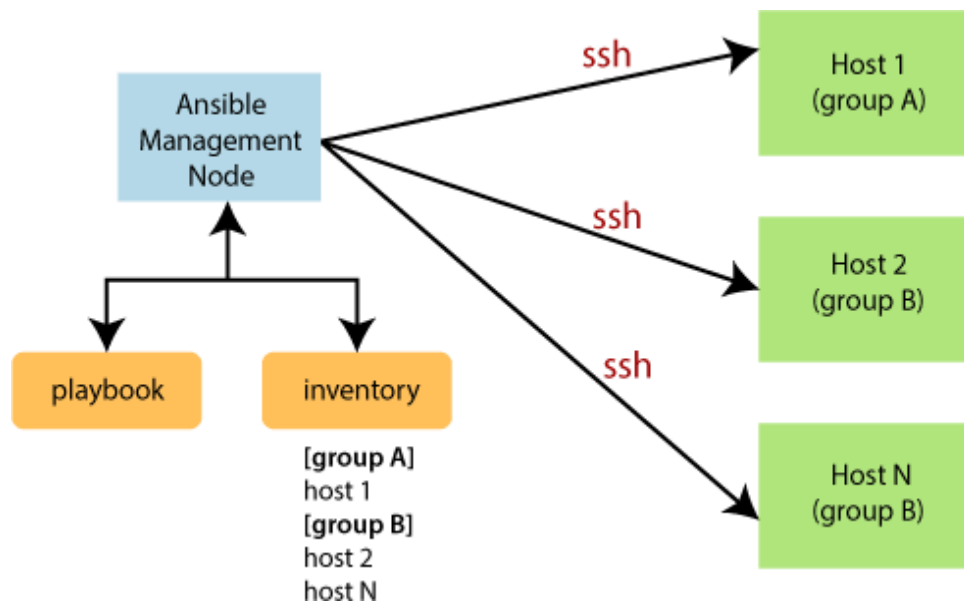 Ansible
Management
Node
ssh
Host 1
(group A)
ssh
Host 2
(group B)
ssh
Host N
(group B)
playbook
inventory
[group A]
host 1
[group B]
host 2
host N